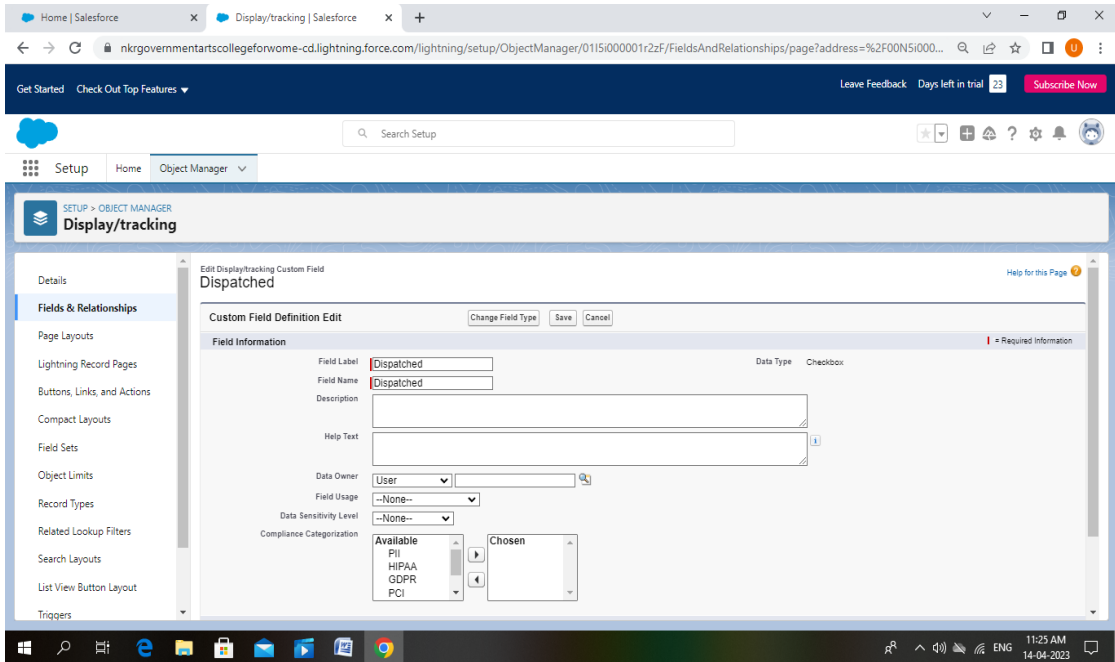 Home | Salesforce
Display/tracking | Salesforce
nkrgovernmentartscollegeforwome-cd.lightning.force.com/lightning/setup/ObjectManager/01I5i000001r2zF/FieldsAndRelationships/page?address=%2F00N5i000...
U
Get Started Check Out Top Features
Leave Feedback Days left in trial 23 Subscribe Now
Search Setup
Setup Home Object Manager
SETUP > OBJECT MANAGER
Display/tracking
Details
Fields & Relationships
Page Layouts
Lightning Record Pages
Buttons, Links, and Actions
Compact Layouts
Field Sets
Object Limits
Record Types
Related Lookup Filters
Search Layouts
List View Button Layout
Triggers
Edit Display/tracking Custom Field
Dispatched
Help for this Page
Custom Field Definition Edit Change Field Type Save Cancel
Field Information = Required Information
Field Label Dispatched Data Type Checkbox
Field Name Dispatched
Description
Help Text
Data Owner User
Field Usage --None--
Data Sensitivity Level --None--
Compliance Categorization
Available
PII
HIPAA
GDPR
PCI
Chosen
ENG
11:25 AM
14-04-2023